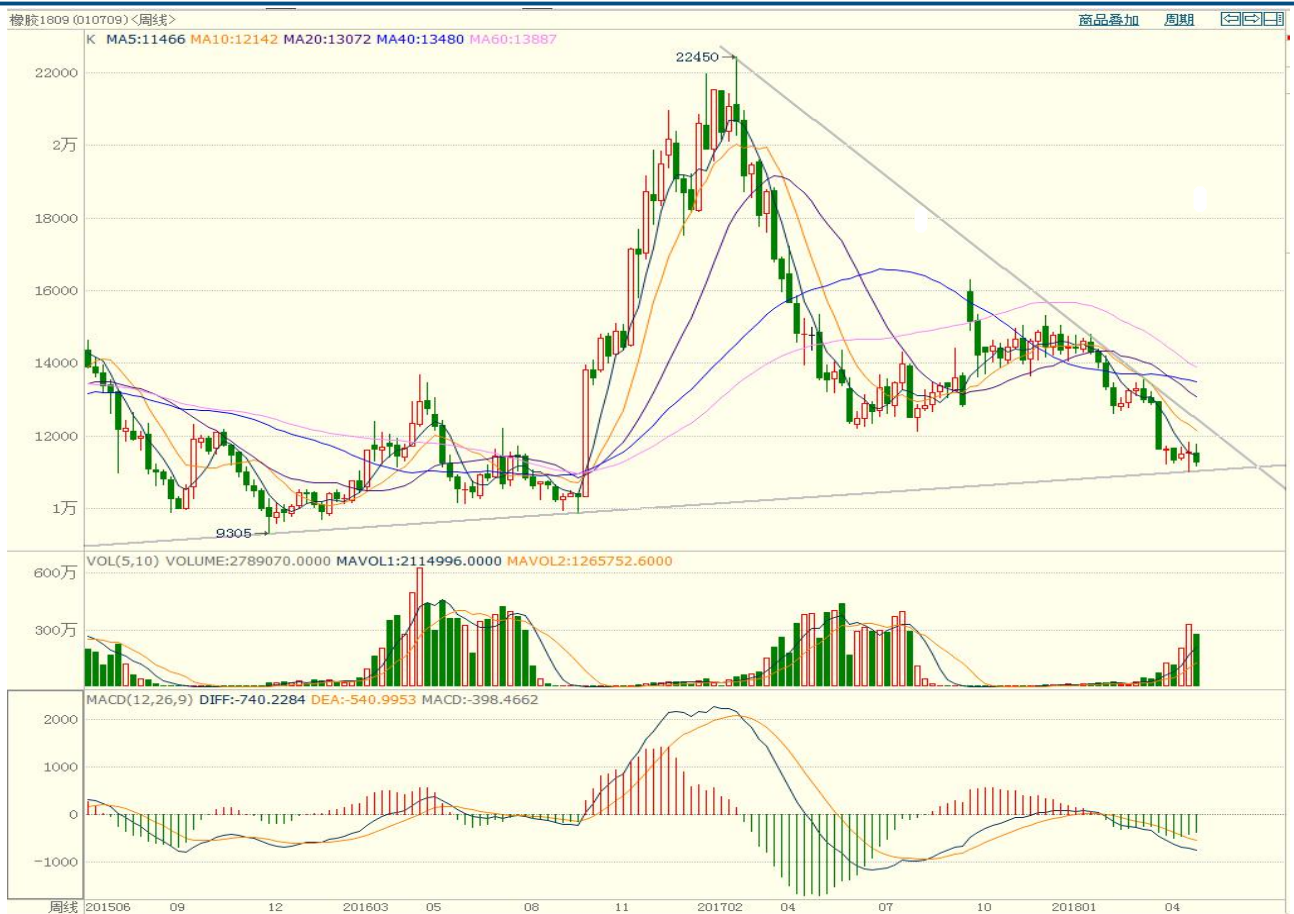 橡胶1809 (010709) <周线> 商品叠加 周期
K MA5:11466 MA10:12142 MA20:13072 MA40:13480 MA60:13887
22450
22000
2万
18000
16000
14000
12000
1万
9305
VOL(5,10) VOLUME:2789070.0000 MAVOL1:2114996.0000 MAVOL2:1265752.6000
600万
300万
MACD(12,26,9) DIFF:-740.2284 DEA:-540.9953 MACD:-398.4662
2000
1000
0
-1000
周线 201506 09 12 201603 05 08 11 201702 04 07 10 201801 04